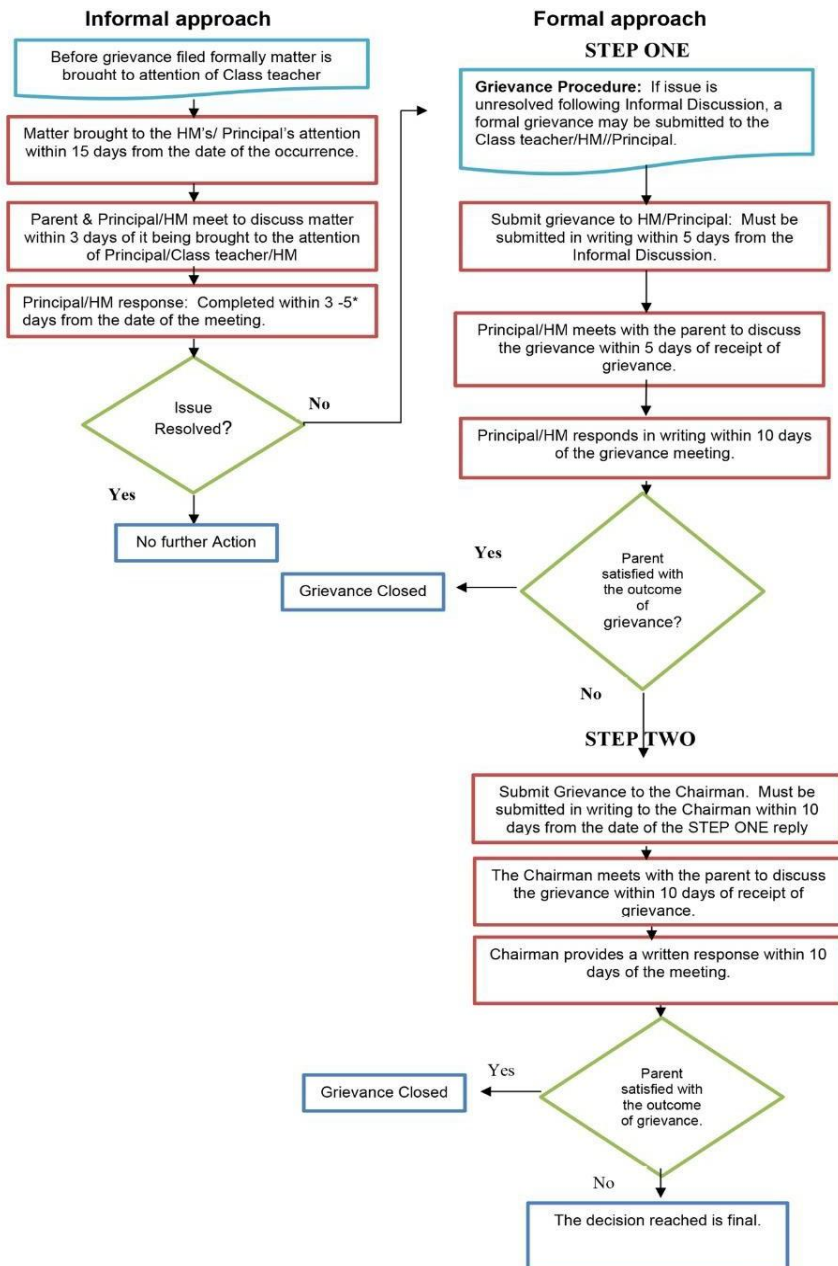 Informal approach
Before grievance filed formally matter is
brought to attention of Class teacher
Matter brought to the HM's/ Principal's attention
within 15 days from the date of the occurrence.
Parent & Principal/HM meet to discuss matter
within 3 days of it being brought to the attention
of Principal/Class teacher/HM
Principal/HM response: Completed within 3 -5*
days from the date of the meeting.
Issue
Resolved?
No
Yes
No further Action
Formal approach
STEP ONE
Grievance Procedure: If issue is
unresolved following Informal Discussion, a
formal grievance may be submitted to the
Class teacher/HM//Principal.
Submit grievance to HM/Principal: Must be
submitted in writing within 5 days from the
Informal Discussion.
Principal/HM meets with the parent to discuss
the grievance within 5 days of receipt of
grievance.
Principal/HM responds in writing within 10 days
of the grievance meeting.
Parent
satisfied with
the outcome
of
grievance?
Yes
Grievance Closed
No
STEP TWO
Submit Grievance to the Chairman. Must be
submitted in writing to the Chairman within 10
days from the date of the STEP ONE reply
The Chairman meets with the parent to discuss
the grievance within 10 days of receipt of
grievance.
Chairman provides a written response within 10
days of the meeting.
Parent
satisfied with
the outcome
of grievance.
Yes
Grievance Closed
No
The decision reached is final.